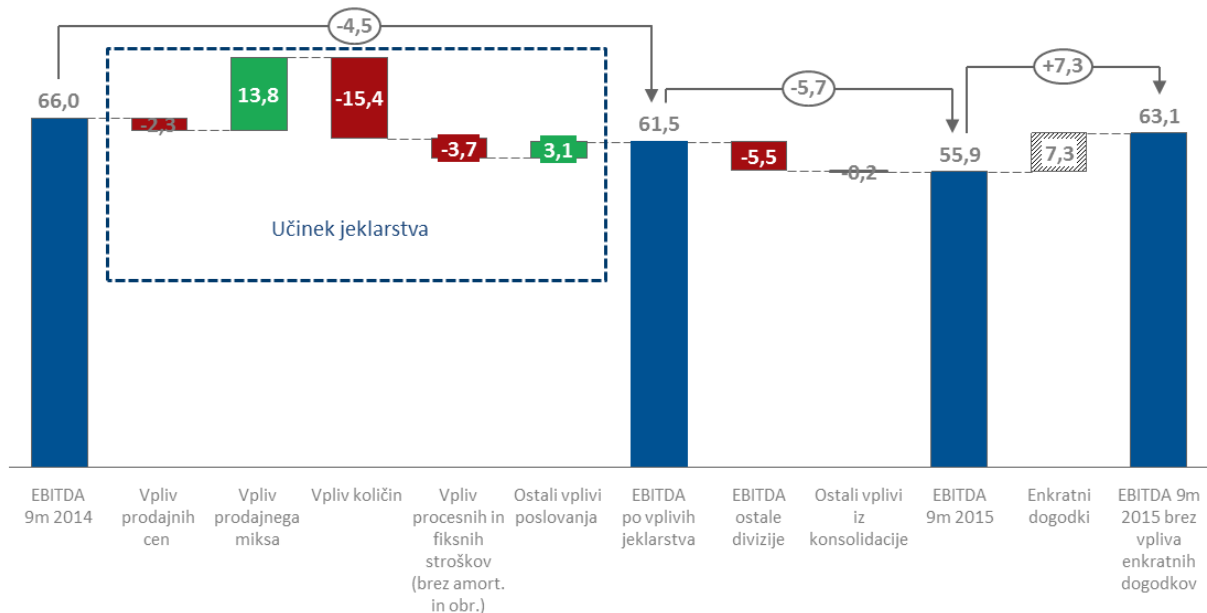 -4,5
-5,7
+7,3
66,0
-2,3
13,8
-15,4
-3,7
3,1
61,5
-5,5
-0,2
55,9
7,3
63,1
Učinek jeklarstva
EBITDA
9m 2014
Vpliv
prodajnih
cen
Vpliv
prodajnega
miksa
Vpliv količin
Vpliv
procesnih in
fiksnih
stroškov
(brez amort.
in obr.)
Ostali vplivi
poslovanja
EBITDA
po vplivih
jeklarstva
EBITDA
ostale
divizije
Ostali vplivi
iz
konsolidacije
EBITDA
9m 2015
Enkratni
dogodki
EBITDA 9m
2015 brez
vpliva
enkratnih
dogodkov